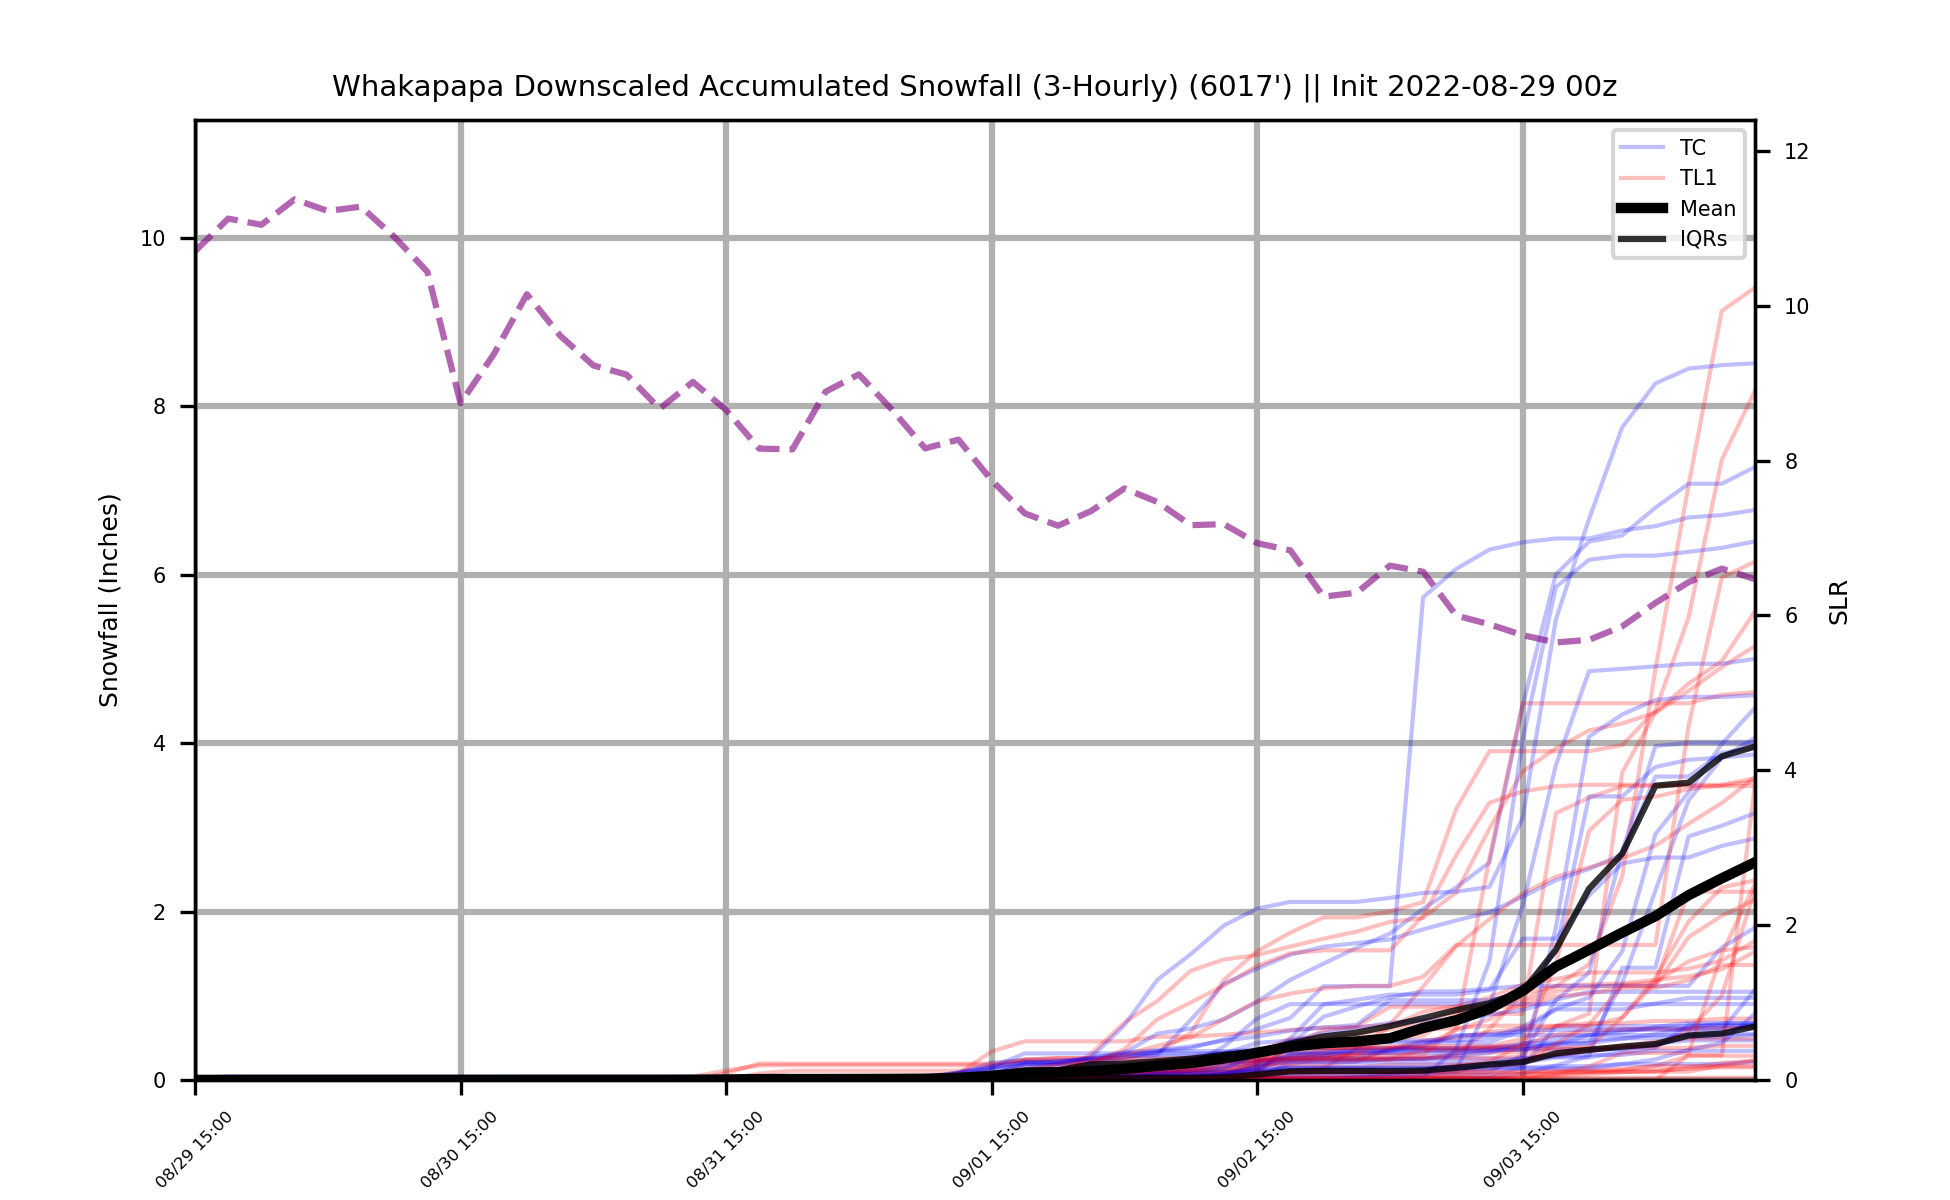 Whakapapa Downscaled Accumulated Snowfall (3-Hourly) (6017') || Init 2022-08-29 00z
TC
TL1
Mean
IQRs
Snowfall (Inches)
10
8
6
4
2
0
SLR
12
10
8
6
4
2
0
08/29 15:00
08/30 15:00
08/31 15:00
09/01 15:00
09/02 15:00
09/03 15:00